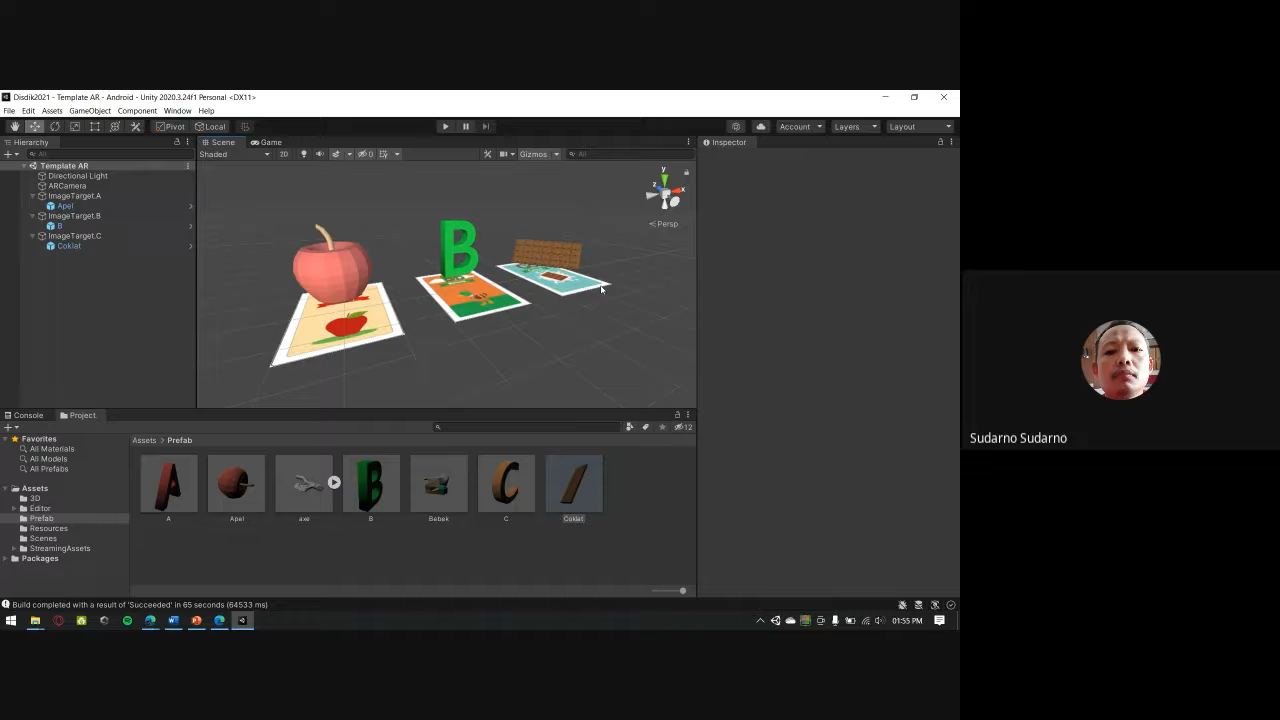 Disdik2021 - Template AR - Android - Unity 2020.3.24f1 Personal <DX11>
File Edit Assets GameObject Component Window Help
Pivot Local Account Layers Layout
Hierarchy Scene Game Inspector
All Shaded 2D 0 Gizmos All
Template AR
Directional Light
ARCamera
ImageTarget.A
Apel
ImageTarget.B
B
ImageTarget.C
Coklat
y
x
z
Persp
B
Console Project
12
Favorites
All Materials
All Models
All Prefabs
Assets
3D
Editor
Prefab
Resources
Scenes
StreamingAssets
Packages
Assets > Prefab
A Apel axe B Bebek C Coklat
Build completed with a result of 'Succeeded' in 65 seconds (64533 ms)
01:55 PM
Sudarno Sudarno